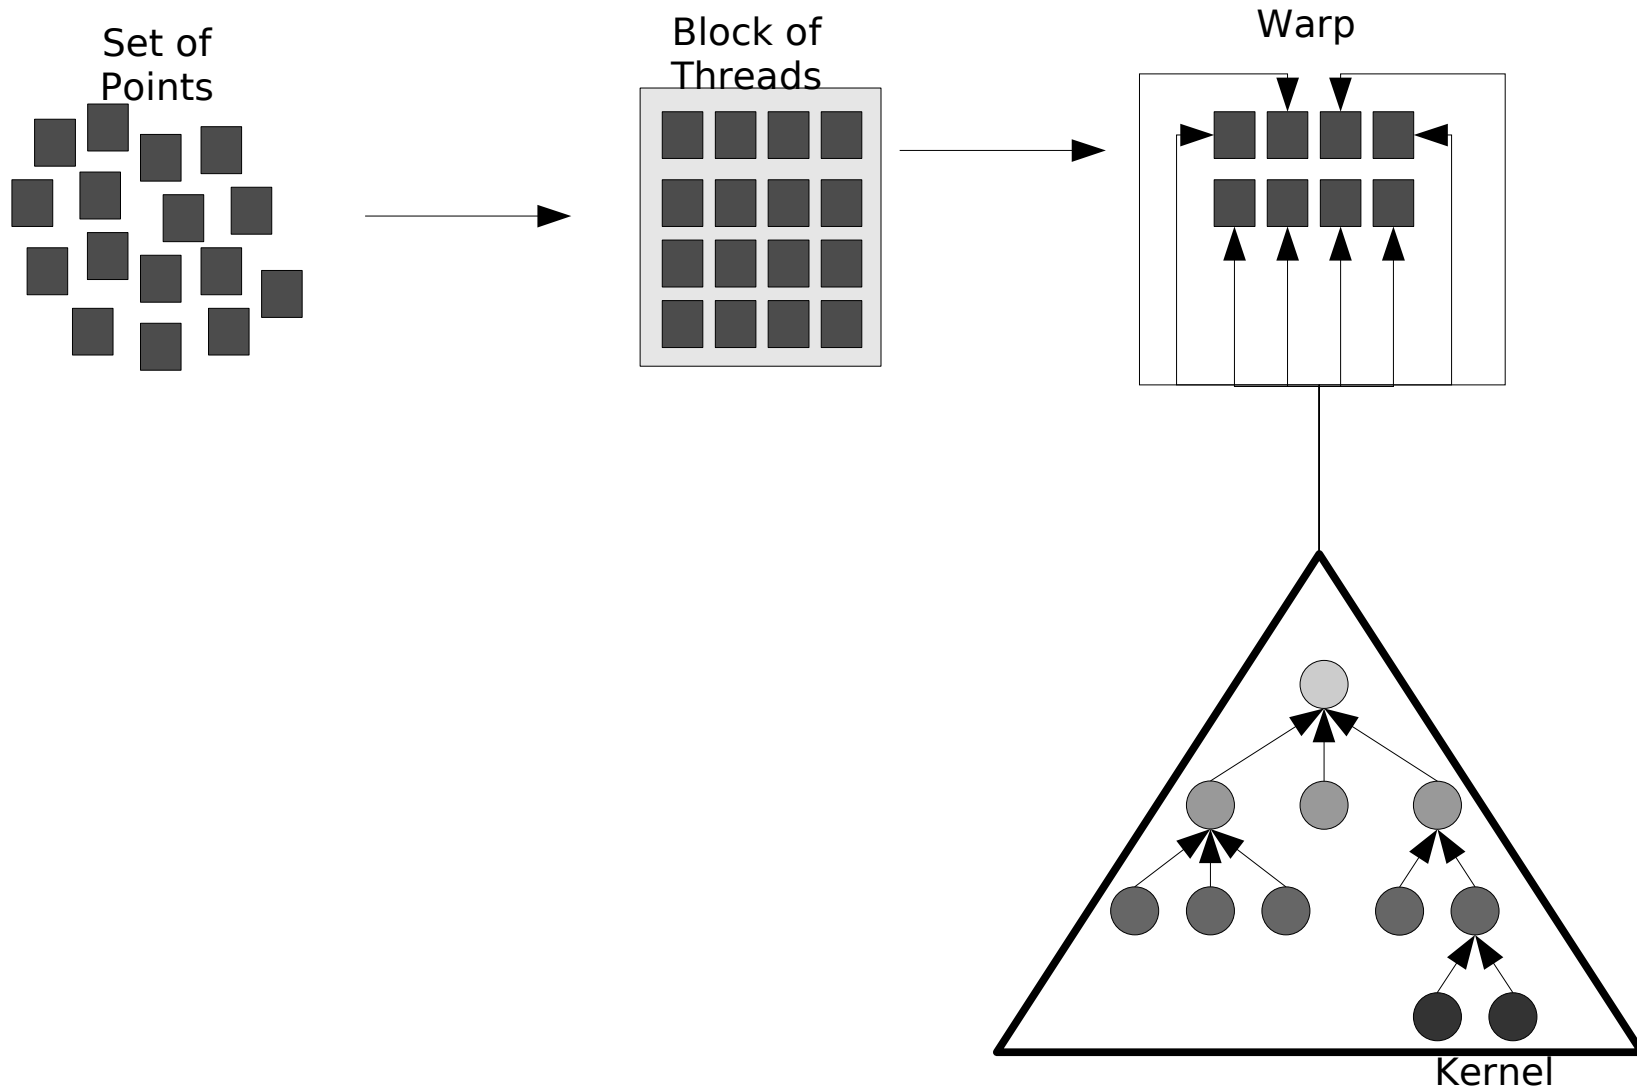 Set of
Points
Block of
Threads
Warp
Kernel